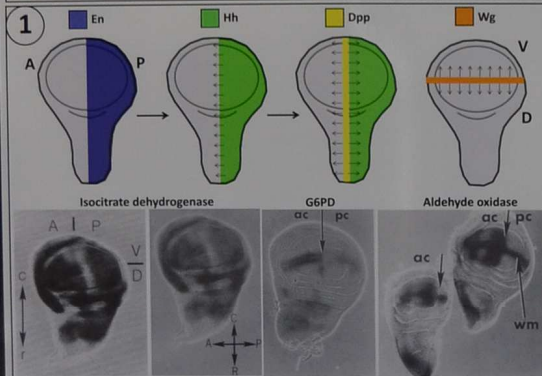 1
En Hh Dpp Wg
A P V
D
Isocitrate dehydrogenase G6PD Aldehyde oxidase
A P ac pc ac pc
V
D
ac
C
r
C
A P
R
wm